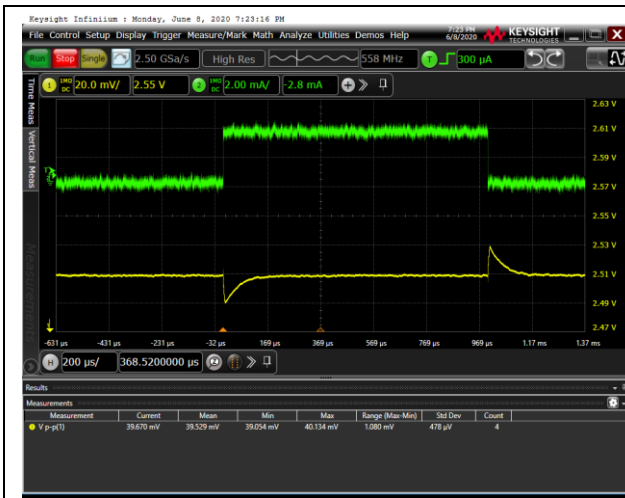 Keysight Infiniium : Monday, June 8, 2020 7:23:16 PM
File Control Setup Display Trigger Measure/Mark Math Analyze Utilities Demos Help 7:23 PM 6/8/2020 KEYSIGHT TECHNOLOGIES
Run Stop Single 2.50 GSa/s High Res 558 MHz T 300 µA
1 1MΩ DC 20.0 mV/ 2.55 V 2 1MΩ DC 2.00 mA/ -2.8 mA
Time Meas
Vertical Meas
Measurements
2.63 V
2.61 V
2.59 V
2.57 V
2.55 V
2.53 V
2.51 V
2.49 V
2.47 V
-631 µs -431 µs -231 µs -32 µs 169 µs 369 µs 569 µs 769 µs 969 µs 1.17 ms 1.37 ms
H 200 µs/ 368.5200000 µs
Results
Measurements
Measurement Current Mean Min Max Range (Max-Min) Std Dev Count
V p-p(1) 39.670 mV 39.529 mV 39.054 mV 40.134 mV 1.080 mV 478 µV 4